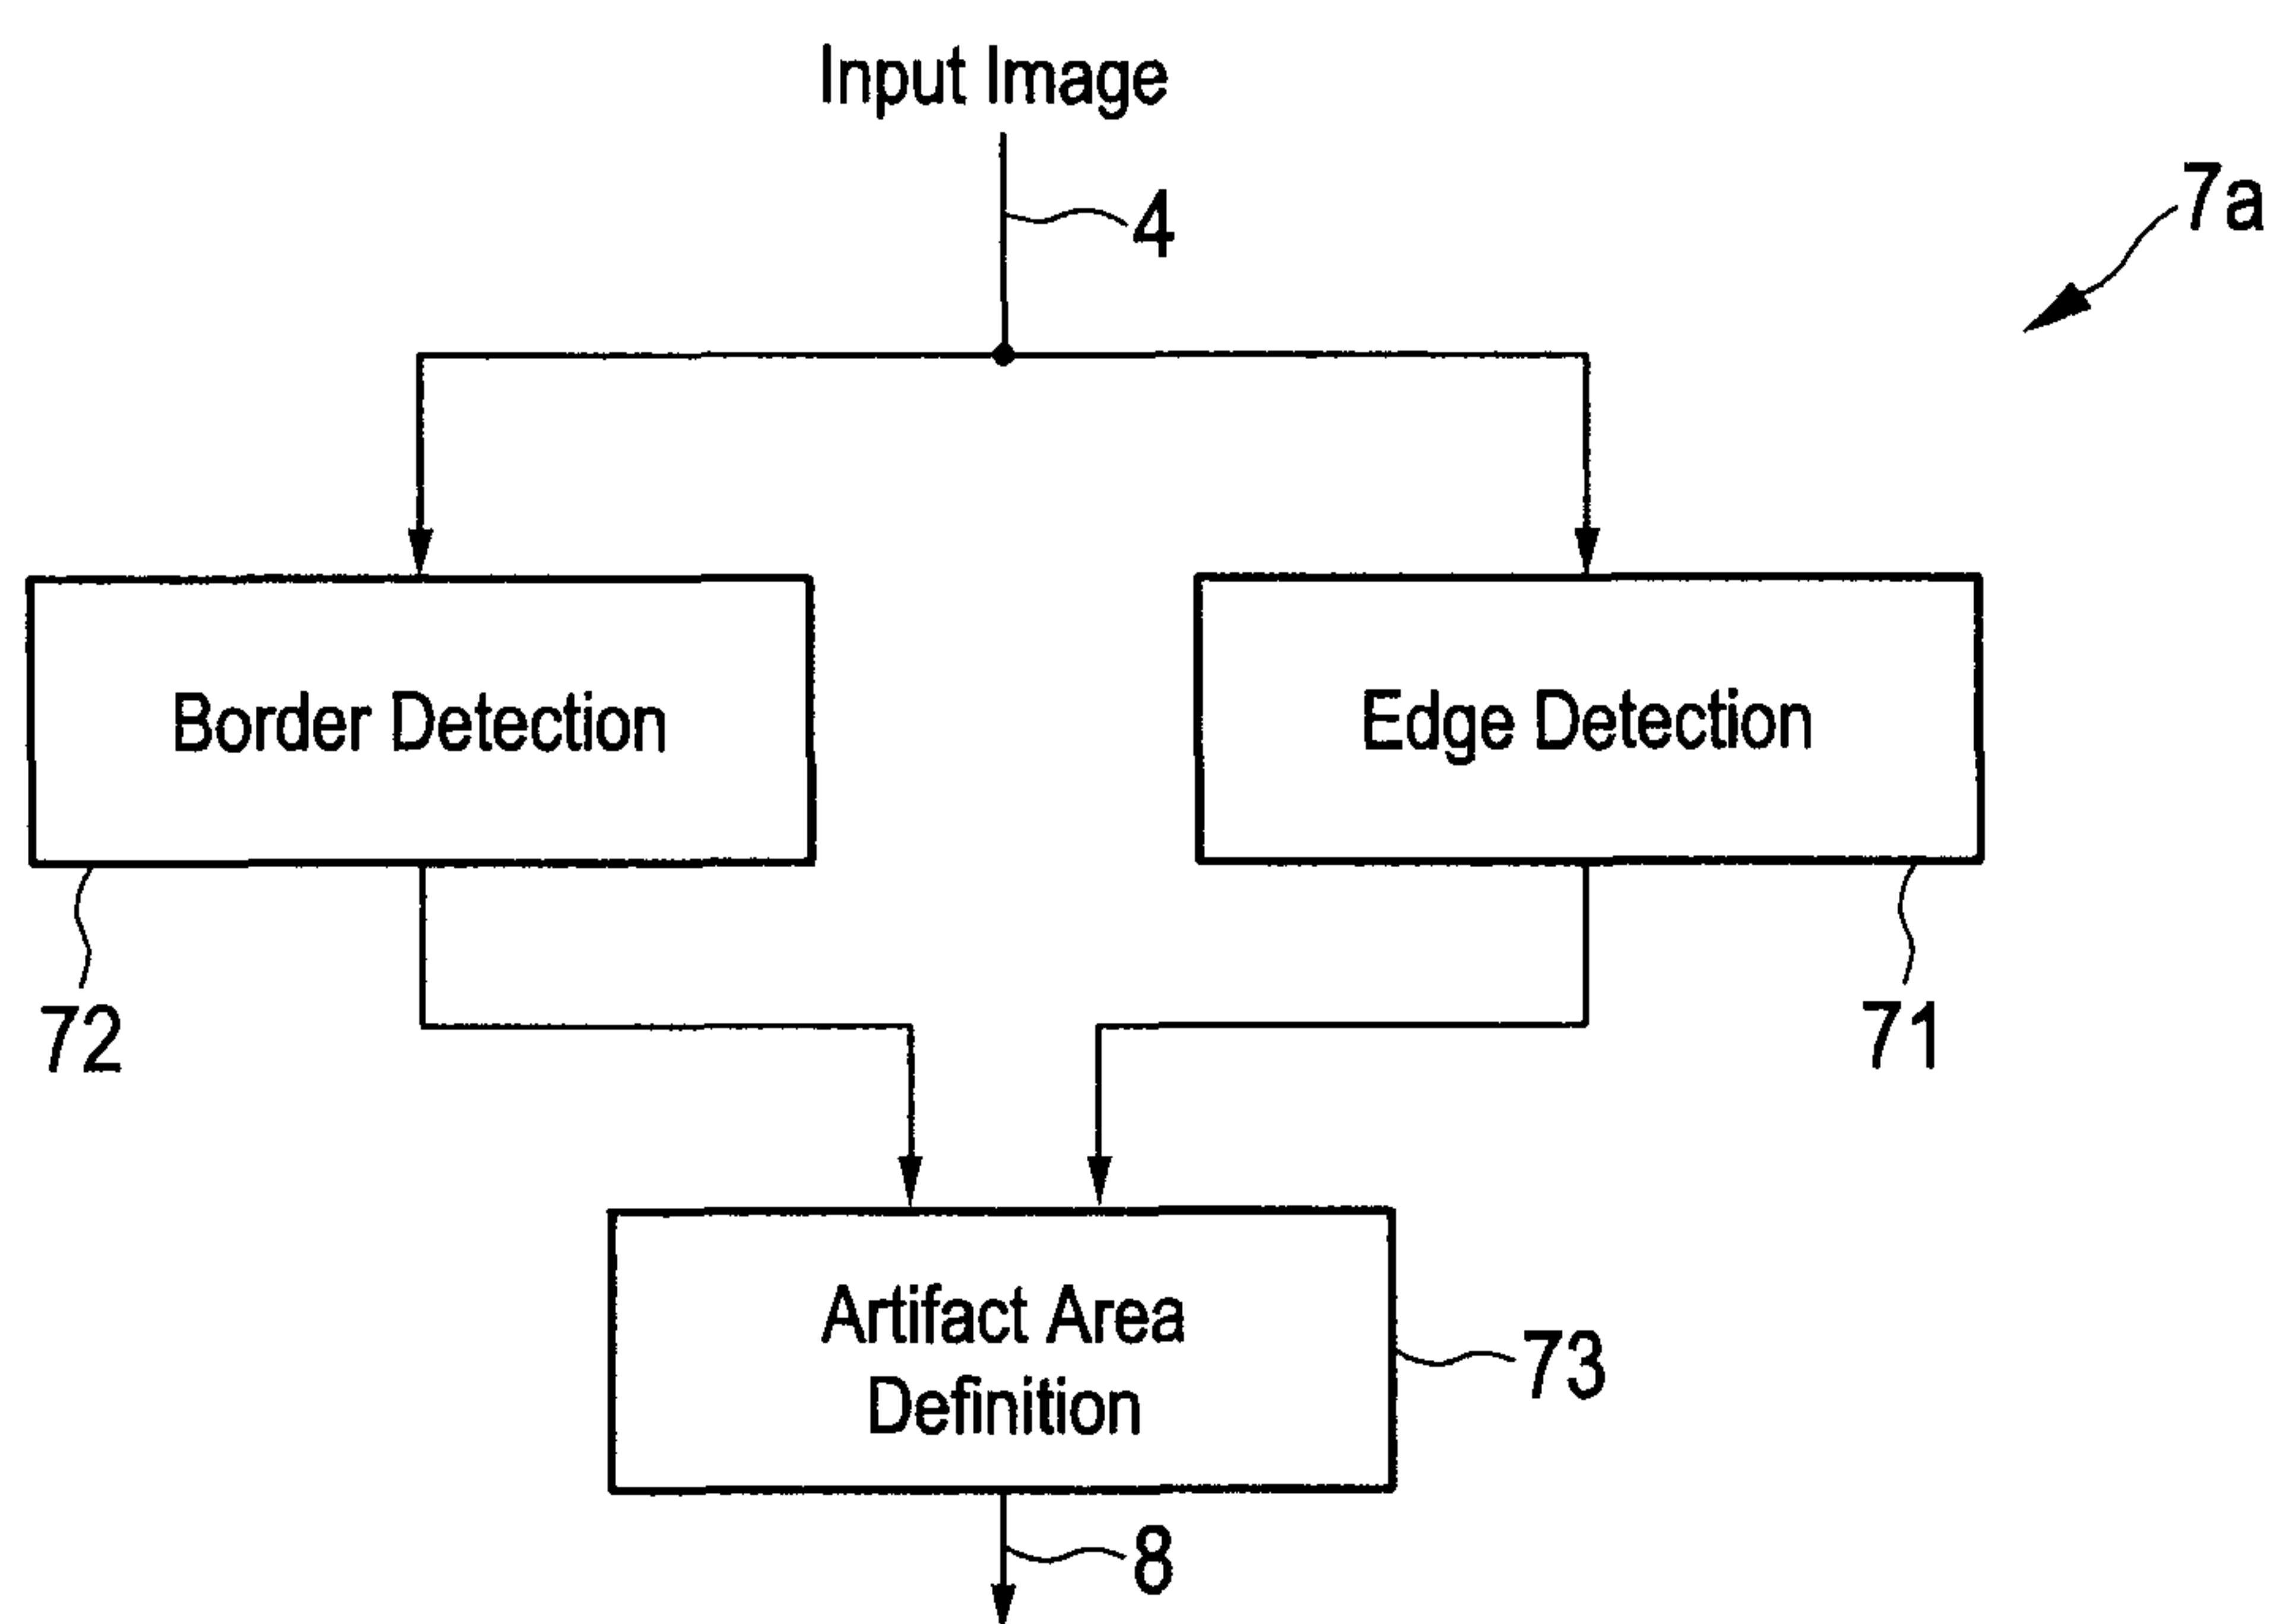 Input Image
4
7a
Border Detection
Edge Detection
72
71
Artifact Area
Definition
73
8